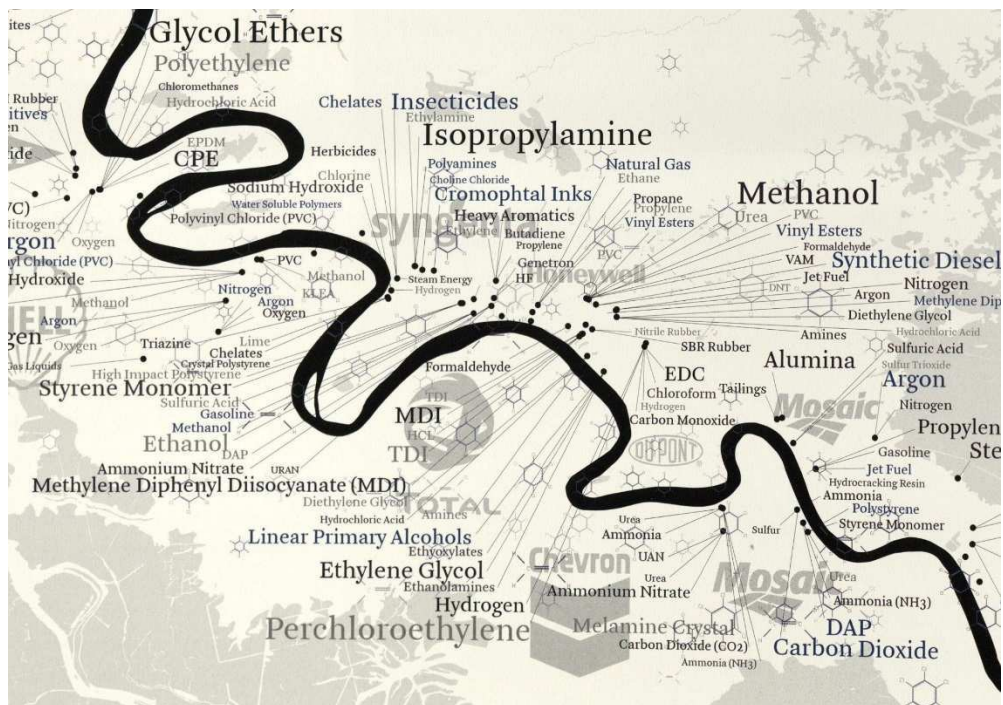 Glycol Ethers
Polyethylene
Chloromethanes
Hydrochloric Acid
Rubber
EPDM
CPE
Chelates
Insecticides
Ethylamine
Isopropylamine
Herbicides
Chlorine
Polyamines
Choline Chloride
Cromophtal Inks
Natural Gas
Ethane
Sodium Hydroxide
Water Soluble Polymers
Polyvinyl Chloride (PVC)
Syngenta
Heavy Aromatics
Ethylene
Butadiene
Propylene
Propane
Propylene
Vinyl Esters
Methanol
Urea
PVC
Vinyl Esters
Formaldehyde
VAM
Synthetic Diesel
Nitrogen
Argon
Oxygen
Hydroxide
PVC
Nitrogen
Argon
Oxygen
Methanol
KLEA
Steam Energy
Hydrogen
Genetron
HF
PVC
Honeywell
Jet Fuel
DNT
Nitrogen
Argon
Diethylene Glycol
Hydrochloric Acid
Amines
Methanol
Argon
Oxygen
Triazine
Lime
Chelates
Crystal Polystyrene
High Impact Polystyrene
Styrene Monomer
Formaldehyde
Nitrile Rubber
SBR Rubber
Alumina
Sulfuric Acid
Sulfur Trioxide
Argon
Nitrogen
Sulfuric Acid
Gasoline
Methanol
Ethanol
DAP
MDI
TDI
HCL
TDI
EDC
Chloroform
Hydrogen
Carbon Monoxide
Tailings
Mosaic
DUPONT
Gasoline
Jet Fuel
Hydrocracking Resin
Ammonium Nitrate
URAN
Methylene Diphenyl Diisocyanate (MDI)
Diethylene Glycol
TOTAL
Hydrochloric Acid
Amines
Linear Primary Alcohols
Ethyoxylates
Ethylene Glycol
Ethanolamines
Hydrogen
Perchloroethylene
Chevron
Urea
Ammonia
UAN
Urea
Ammonium Nitrate
Sulfur
Ammonia
Polystyrene
Styrene Monomer
Mosaic
Urea
Ammonia (NH3)
Melamine Crystal
Carbon Dioxide (CO2)
Ammonia (NH3)
DAP
Carbon Dioxide